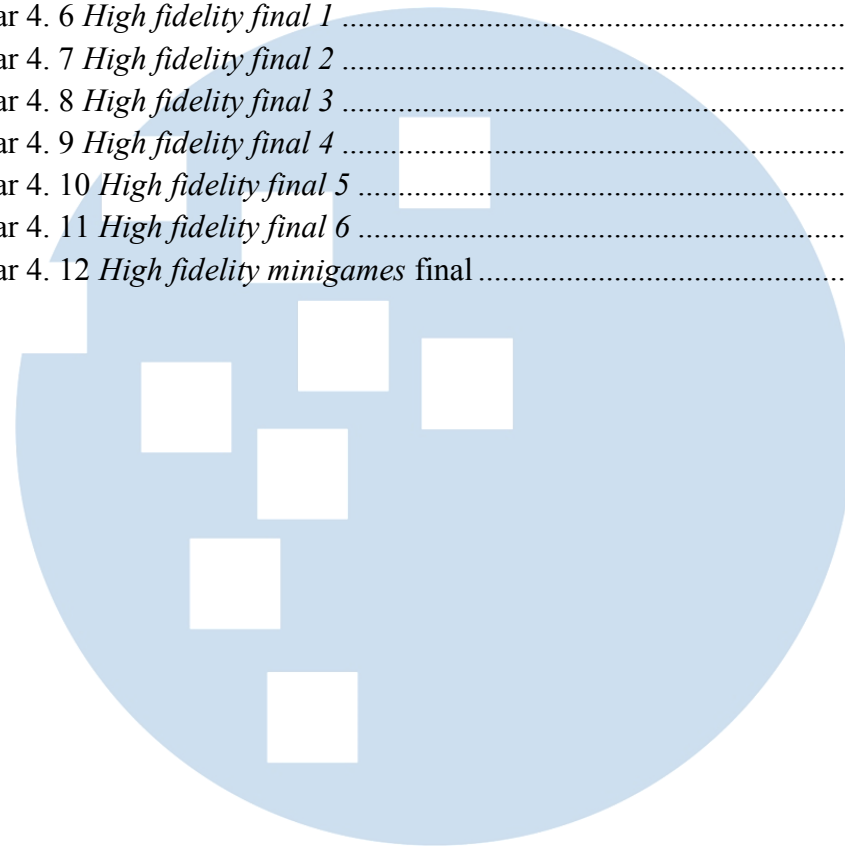 ar 4. 6 High fidelity final 1 ........................................................................
ar 4. 7 High fidelity final 2 ........................................................................
ar 4. 8 High fidelity final 3 ........................................................................
ar 4. 9 High fidelity final 4 ........................................................................
ar 4. 10 High fidelity final 5 ......................................................................
ar 4. 11 High fidelity final 6 ......................................................................
ar 4. 12 High fidelity minigames final ....................................................